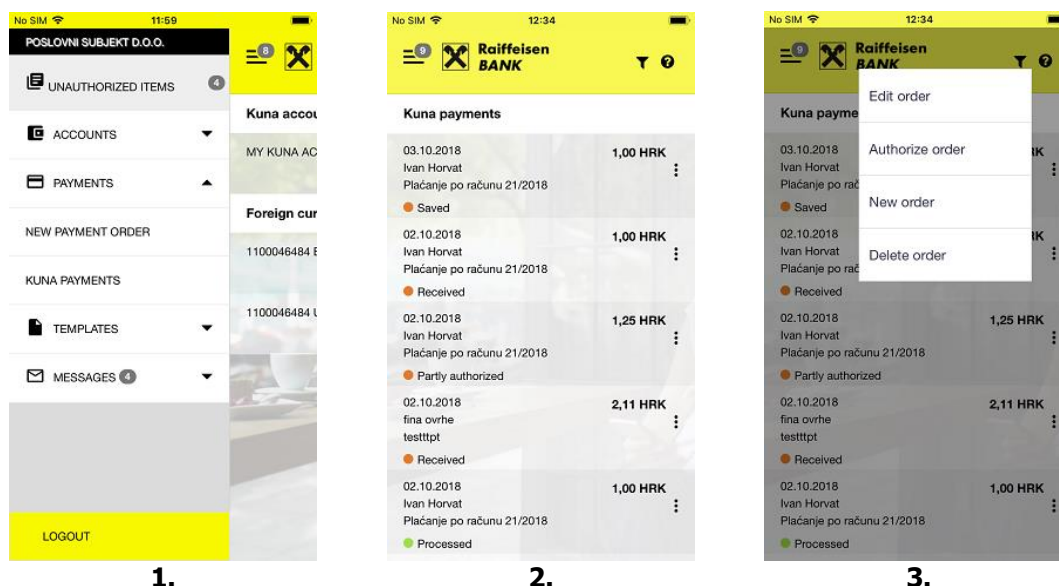 No SIM 11:59
POSLOVNI SUBJEKT D.O.O.
UNAUTHORIZED ITEMS 4
ACCOUNTS
PAYMENTS
NEW PAYMENT ORDER
KUNA PAYMENTS
TEMPLATES
MESSAGES 4
LOGOUT
8
Kuna accou
MY KUNA AC
Foreign cur
1100046484 E
1100046484 U
1.
No SIM 12:34
9 Raiffeisen
BANK
Kuna payments
03.10.2018 1,00 HRK
Ivan Horvat
Plaćanje po računu 21/2018
Saved
02.10.2018 1,00 HRK
Ivan Horvat
Plaćanje po računu 21/2018
Received
02.10.2018 1,25 HRK
Ivan Horvat
Plaćanje po računu 21/2018
Partly authorized
02.10.2018 2,11 HRK
fina ovrhe
testttpt
Received
02.10.2018 1,00 HRK
Ivan Horvat
Plaćanje po računu 21/2018
Processed
2.
No SIM 12:34
9 Raiffeisen
BANK
Edit order
Authorize order
New order
Delete order
Kuna payme
03.10.2018 RK
Ivan Horvat
Plaćanje po rač
Saved
02.10.2018 RK
Ivan Horvat
Plaćanje po rač
Received
02.10.2018 1,25 HRK
Ivan Horvat
Plaćanje po računu 21/2018
Partly authorized
02.10.2018 2,11 HRK
fina ovrhe
testttpt
Received
02.10.2018 1,00 HRK
Ivan Horvat
Plaćanje po računu 21/2018
Processed
3.